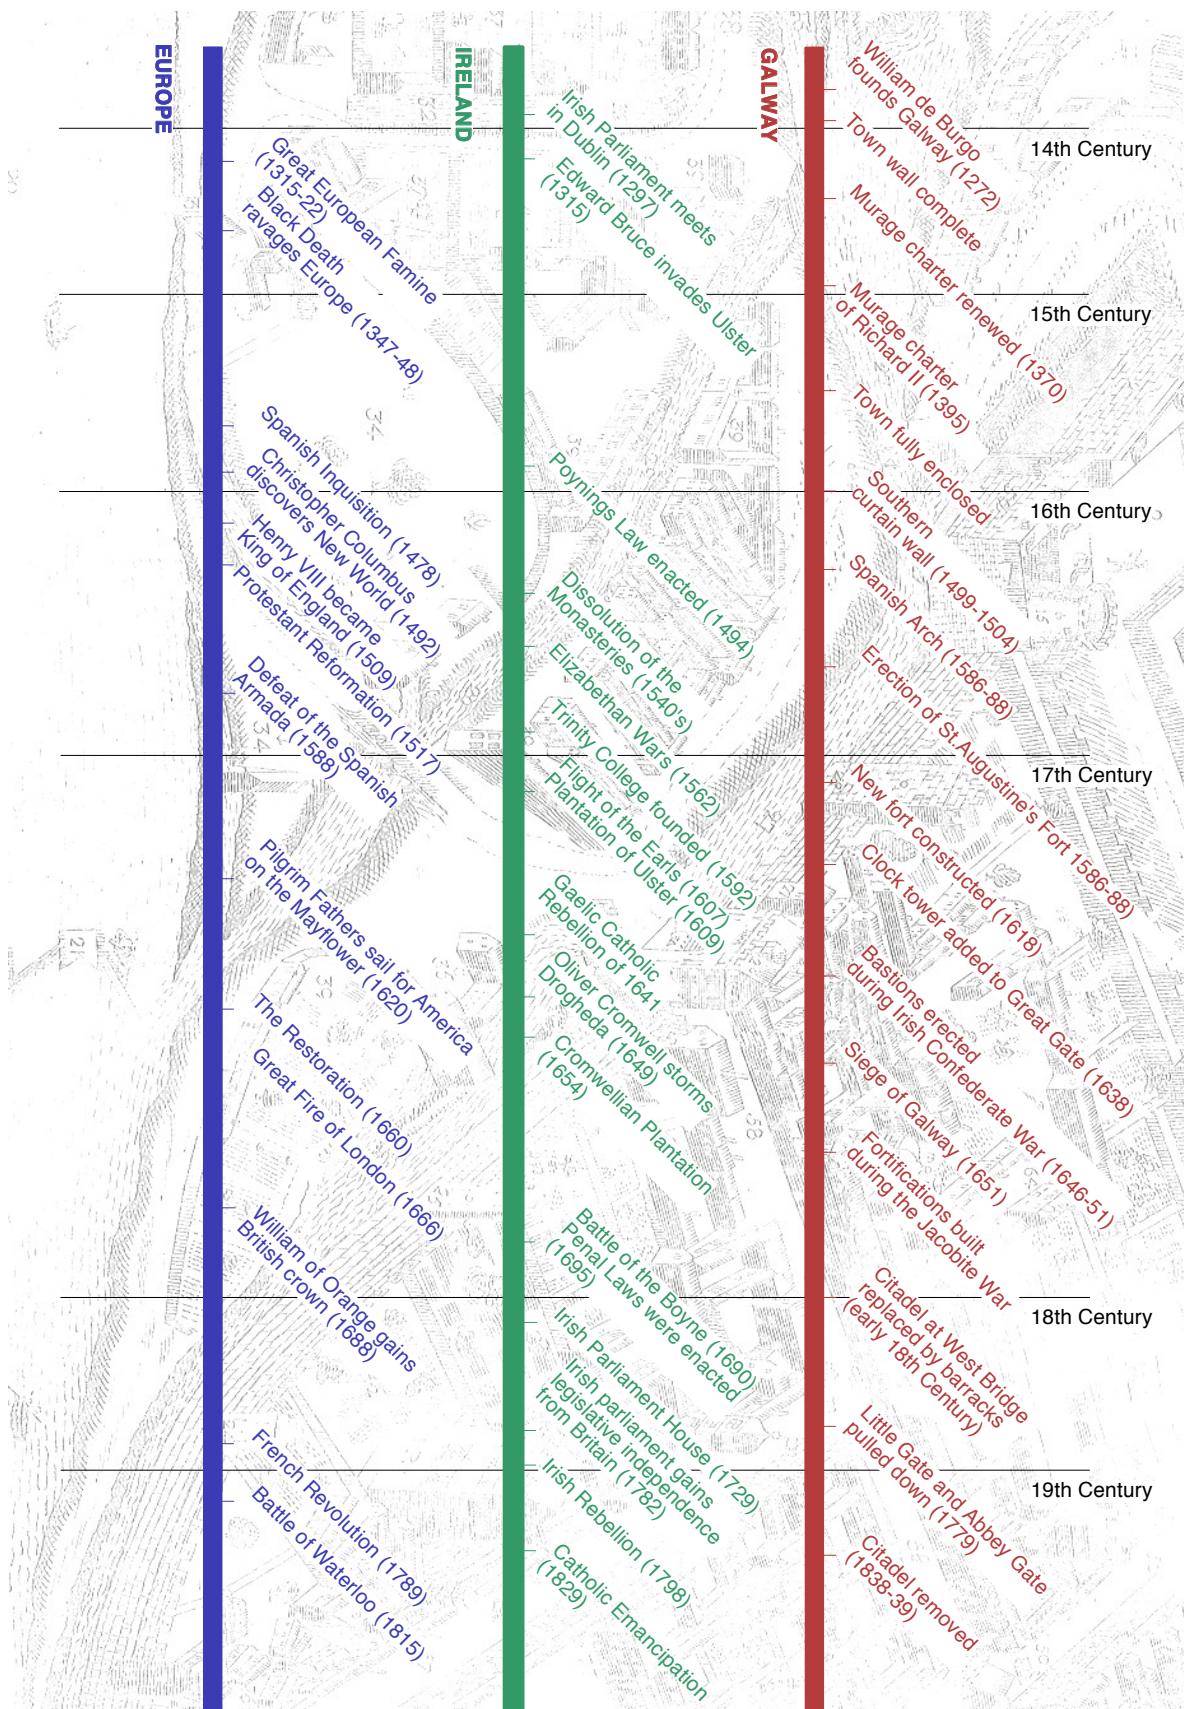 EUROPE
Great European Famine
(1315-22)
Black Death
ravages Europe (1347-48)
Spanish Inquisition (1478)
Christopher Columbus
discovers New World (1492)
Henry VIII became
King of England (1509)
Protestant Reformation (1517)
Defeat of the Spanish
Armada (1588)
Pilgrim Fathers sail for America
on the Mayflower (1620)
The Restoration (1660)
Great Fire of London (1666)
William of Orange gains
British crown (1688)
French Revolution (1789)
Battle of Waterloo (1815)
IRELAND
Irish Parliament meets
in Dublin (1297)
Edward Bruce invades Ulster
(1315)
Poynings Law enacted (1494)
Dissolution of the
Monasteries (1540's)
Elizabethan Wars (1562)
Trinity College founded (1592)
Flight of the Earls (1607)
Plantation of Ulster (1609)
Gaelic Catholic
Rebellion of 1641
Oliver Cromwell storms
Drogheda (1649)
Cromwellian Plantation
(1654)
Battle of the Boyne (1690)
Penal Laws were enacted
(1695)
Irish Parliament House (1729)
Irish parliament gains
legislative independence
from Britain (1782)
Irish Rebellion (1798)
Catholic Emancipation
(1829)
GALWAY
William de Burgo
founds Galway (1272)
Town wall complete
Murage charter renewed (1370)
Murage charter
of Richard II (1395)
Town fully enclosed
Southern
curtain wall (1499-1504)
Spanish Arch (1586-88)
Erection of St.Augustine's Fort 1586-88)
New fort constructed (1618)
Clock tower added to Great Gate (1638)
Bastions erected
during Irish Confederate War (1646-51)
Siege of Galway (1651)
Fortifications built
during the Jacobite War
Citadel at West Bridge
replaced by barracks
(early 18th Century)
Little Gate and Abbey Gate
pulled down (1779)
Citadel removed
(1838-39)
14th Century
15th Century
16th Century
17th Century
18th Century
19th Century
34
39
34
39
38
58
21